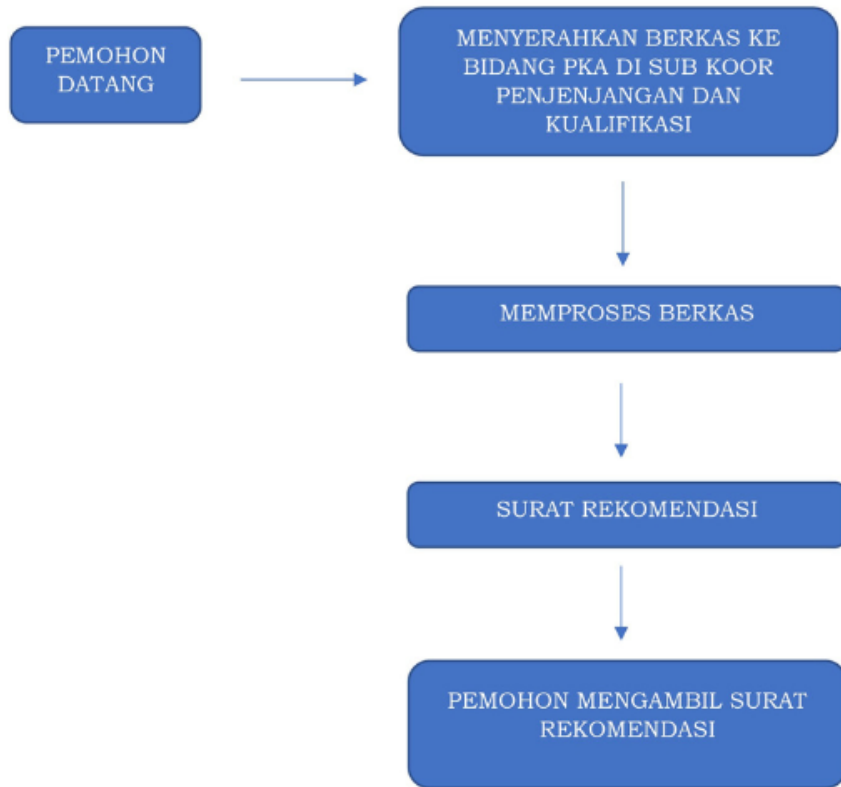 PEMOHON
DATANG
MENYERAHKAN BERKAS KE
BIDANG PKA DI SUB KOOR
PENJENJANGAN DAN
KUALIFIKASI
MEMPROSES BERKAS
SURAT REKOMENDASI
PEMOHON MENGAMBIL SURAT
REKOMENDASI